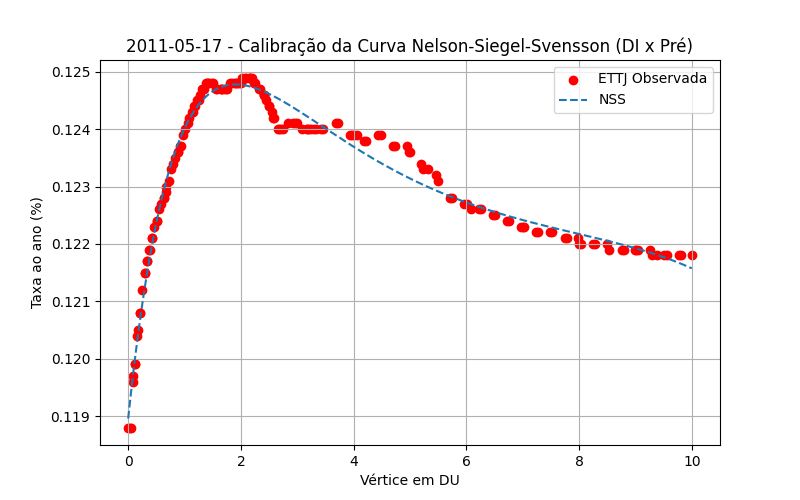 2011-05-17 - Calibração da Curva Nelson-Siegel-Svensson (DI x Pré)
ETTJ Observada
NSS
Taxa ao ano (%)
0.125
0.124
0.123
0.122
0.121
0.120
0.119
0
2
4
6
8
10
Vértice em DU